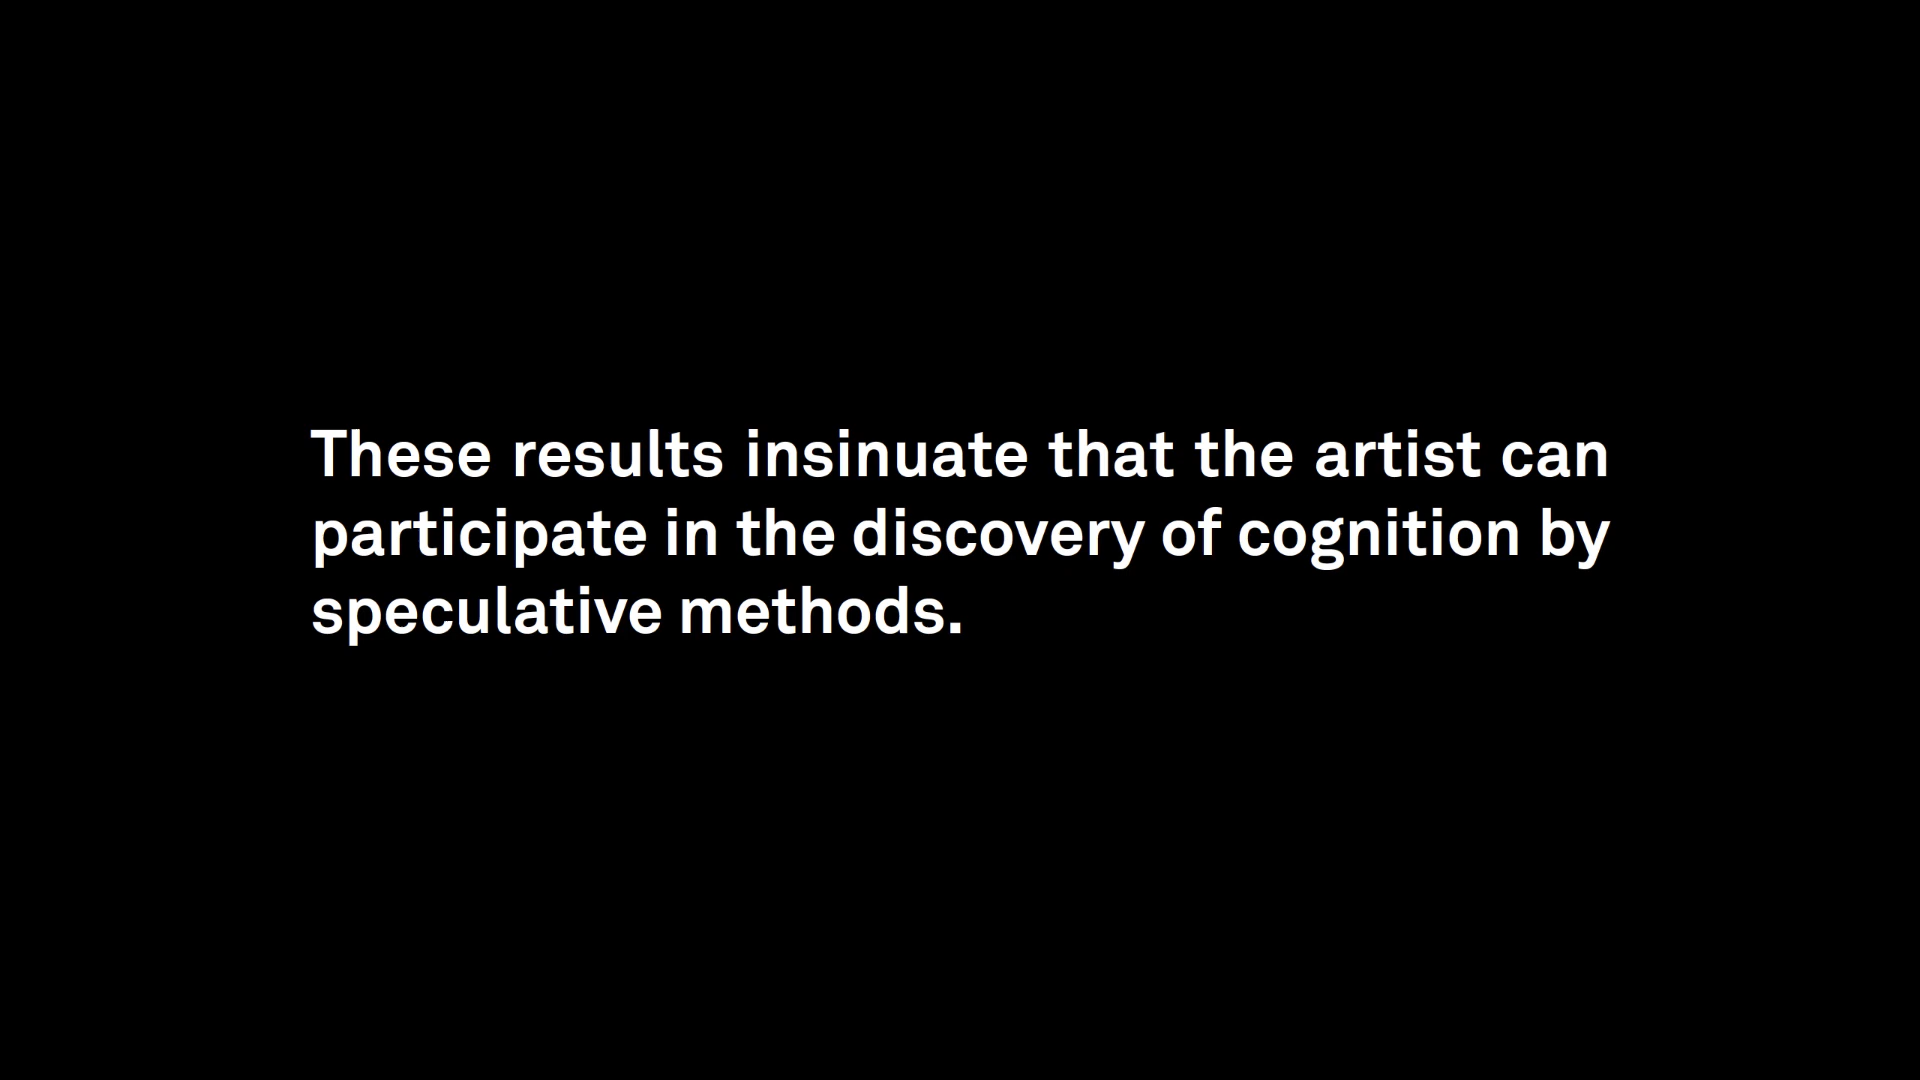 These results insinuate that the artist can
participate in the discovery of cognition by
speculative methods.